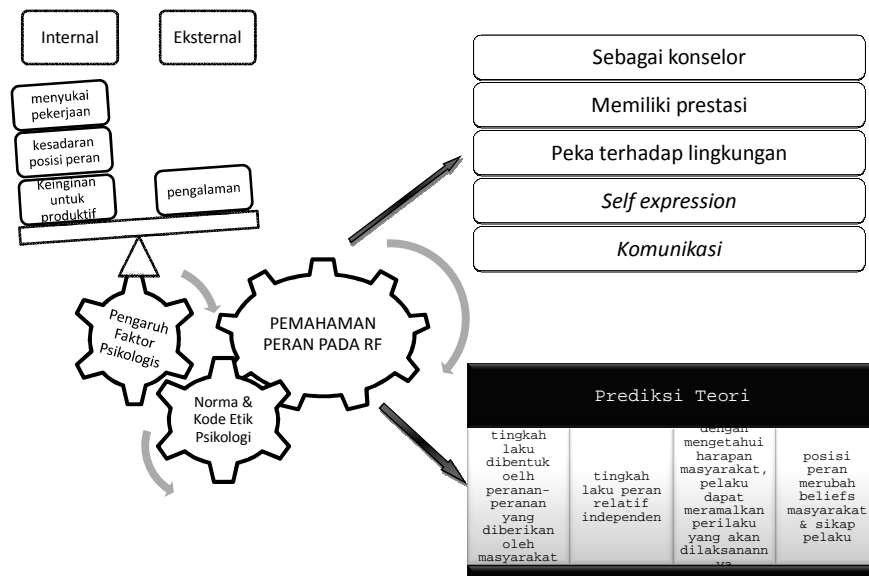 Internal
Eksternal
menyukai
pekerjaan
kesadaran
posisi peran
Keinginan
untuk
produktif
pengalaman
Pengaruh
Faktor
Psikologis
PEMAHAMAN
PERAN PADA RF
Norma &
Kode Etik
Psikologi
Sebagai konselor
Memiliki prestasi
Peka terhadap lingkungan
Self expression
Komunikasi
Prediksi Teori
tingkah
laku
dibentuk
oelh
peranan-
peranan
yang
diberikan
oleh
masyarakat
tingkah
laku peran
relatif
independen
dengan
mengetahui
harapan
masyarakat,
pelaku
dapat
meramalkan
perilaku
yang akan
dilaksanann
ya
posisi
peran
merubah
beliefs
masyarakat
& sikap
pelaku